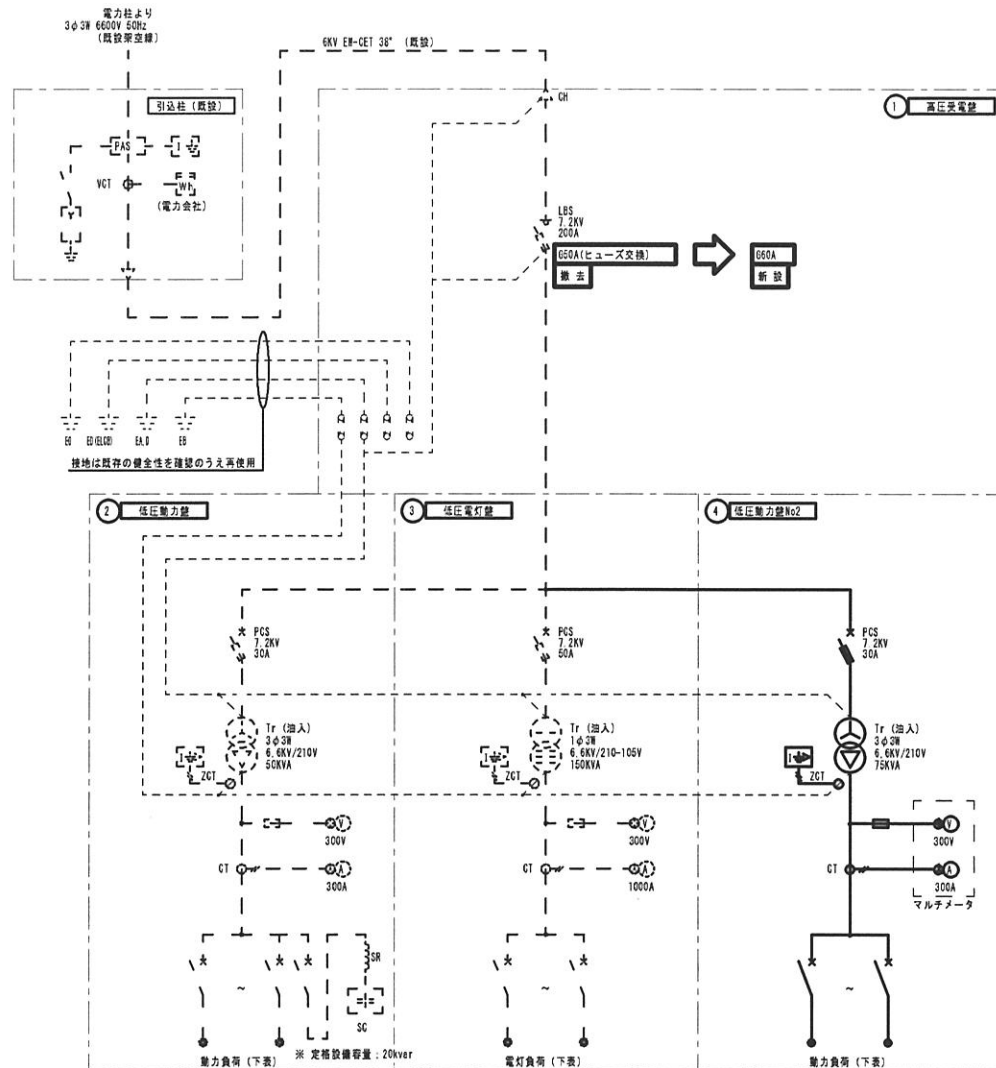 電力柱より
3φ3W 6600V 50Hz
(既設架空線)
6KV EM-CET 38° (既設)
引込柱 (既設)
PAS
I
VCT
Wh
(電力会社)
CH
① 高圧受電盤
LBS
7.2KV
200A
G50A(ヒューズ交換)
撤去
G60A
新設
ED(ELCB)
EA.D
EB
接地は既存の健全性を確認のうえ再使用
② 低圧動力盤
③ 低圧電灯盤
④ 低圧動力盤No2
PCS
7.2KV
30A
PCS
7.2KV
50A
PCS
7.2KV
30A
Tr (油入)
3φ3W
6.6KV/210V
50KVA
Tr (油入)
1φ3W
6.6KV/210-105V
150KVA
Tr (油入)
3φ3W
6.6KV/210V
75KVA
I
ZCT
I
ZCT
I
ZCT
V
300V
V
300V
V
300V
CT
A
300A
CT
A
1000A
CT
A
300A
マルチメータ
SR
SC
~
~
~
動力負荷 (下表)
※ 定格設備容量 : 20kvar
電灯負荷 (下表)
動力負荷 (下表)